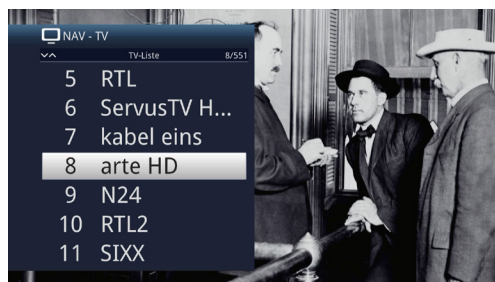 NAV - TV
TV-Liste 8/551
5 RTL
6 ServusTV H...
7 kabel eins
8 arte HD
9 N24
10 RTL2
11 SIXX